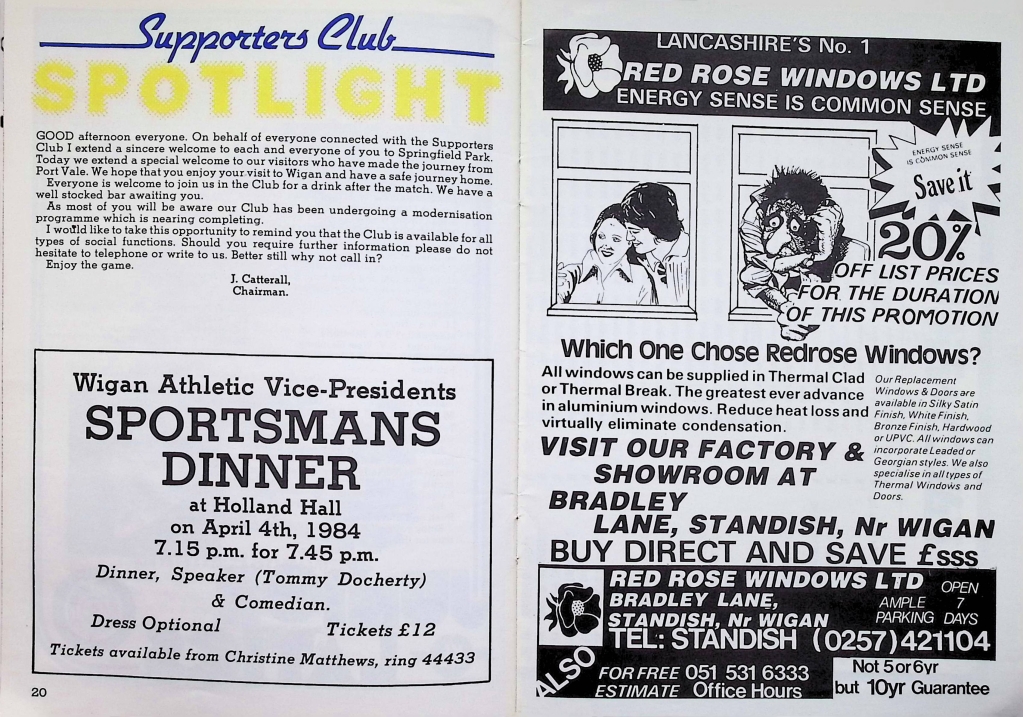 Supporters Club
SPOTLIGHT
GOOD afternoon everyone. On behalf of everyone connected with the Supporters
Club I extend a sincere welcome to each and everyone of you to Springfield Park.
Today we extend a special welcome to our visitors who have made the journey from
Port Vale. We hope that you enjoy your visit to Wigan and have a safe journey home.
Everyone is welcome to join us in the Club for a drink after the match. We have a
well stocked bar awaiting you.
As most of you will be aware our Club has been undergoing a modernisation
programme which is nearing completing.
I would like to take this opportunity to remind you that the Club is available for all
types of social functions. Should you require further information please do not
hesitate to telephone or write to us. Better still why not call in?
Enjoy the game.
J. Catterall,
Chairman.
Wigan Athletic Vice-Presidents
SPORTSMANS
DINNER
at Holland Hall
on April 4th, 1984
7.15 p.m. for 7.45 p.m.
Dinner, Speaker (Tommy Docherty)
& Comedian.
Dress Optional Tickets £12
Tickets available from Christine Matthews, ring 44433
20
LANCASHIRE'S No. 1
RED ROSE WINDOWS LTD
ENERGY SENSE IS COMMON SENSE
ENERGY SENSE
IS COMMON SENSE
Save it
20%
OFF LIST PRICES
FOR THE DURATION
OF THIS PROMOTION
Which One Chose Redrose Windows?
All windows can be supplied in Thermal Clad
or Thermal Break. The greatest ever advance
in aluminium windows. Reduce heat loss and
virtually eliminate condensation.
Our Replacement
Windows & Doors are
available in Silky Satin
Finish, White Finish,
Bronze Finish, Hardwood
or UPVC. All windows can
incorporate Leaded or
Georgian styles. We also
specialise in all types of
Thermal Windows and
Doors.
VISIT OUR FACTORY &
SHOWROOM AT
BRADLEY
LANE, STANDISH, Nr WIGAN
BUY DIRECT AND SAVE £sss
RED ROSE WINDOWS LTD
BRADLEY LANE,
STANDISH, Nr WIGAN
OPEN
AMPLE 7
PARKING DAYS
TEL: STANDISH (0257) 421104
ALSO
FOR FREE 051 531 6333
ESTIMATE Office Hours
Not 5 or 6yr
but 10yr Guarantee